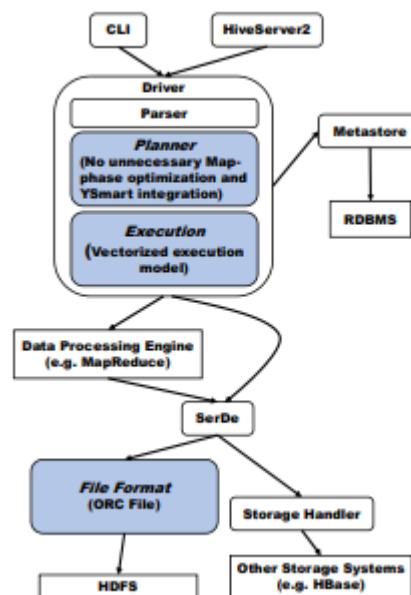 CLI
HiveServer2
Driver
Parser
Planner
(No unnecessary Map-
phase optimization and
YSmart integration)
Metastore
Execution
(Vectorized execution
model)
RDBMS
Data Processing Engine
(e.g. MapReduce)
SerDe
File Format
(ORC File)
Storage Handler
HDFS
Other Storage Systems
(e.g. HBase)